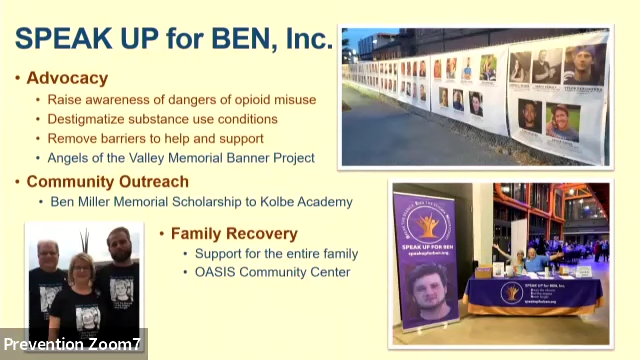 SPEAK UP for BEN, Inc.
• Advocacy
• Raise awareness of dangers of opioid misuse
• Destigmatize substance use conditions
• Remove barriers to help and support
• Angels of the Valley Memorial Banner Project
• Community Outreach
• Ben Miller Memorial Scholarship to Kolbe Academy
• Family Recovery
• Support for the entire family
• OASIS Community Center
SPEAK UP FOR BEN
speakupforben.org
SPEAK UP FOR BEN, Inc.
Prevention Zoom7